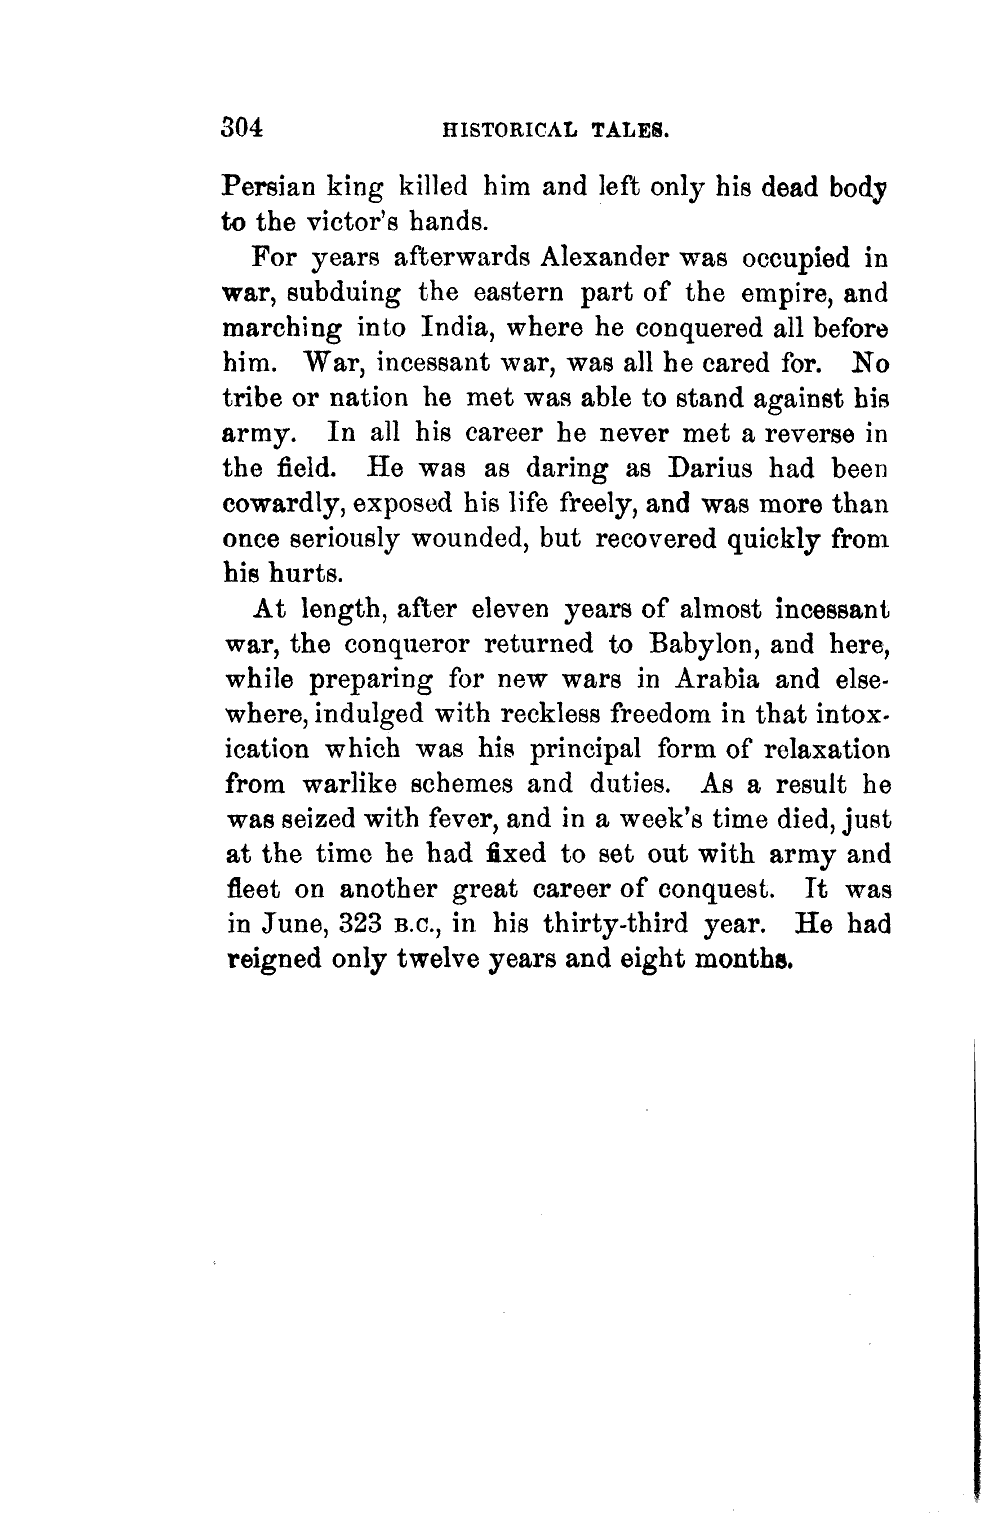 304 HISTORICAL TALES.
Persian king killed him and left only his dead body
to the victor's hands.
For years afterwards Alexander was occupied in
war, subduing the eastern part of the empire, and
marching into India, where he conquered all before
him. War, incessant war, was all he cared for. No
tribe or nation he met was able to stand against his
army. In all his career he never met a reverse in
the field. He was as daring as Darius had been
cowardly, exposed his life freely, and was more than
once seriously wounded, but recovered quickly from
his hurts.
At length, after eleven years of almost incessant
war, the conqueror returned to Babylon, and here,
while preparing for new wars in Arabia and else-
where, indulged with reckless freedom in that intox-
ication which was his principal form of relaxation
from warlike schemes and duties. As a result he
was seized with fever, and in a week's time died, just
at the time he had fixed to set out with army and
fleet on another great career of conquest. It was
in June, 323 B.C., in his thirty-third year. He had
reigned only twelve years and eight months.